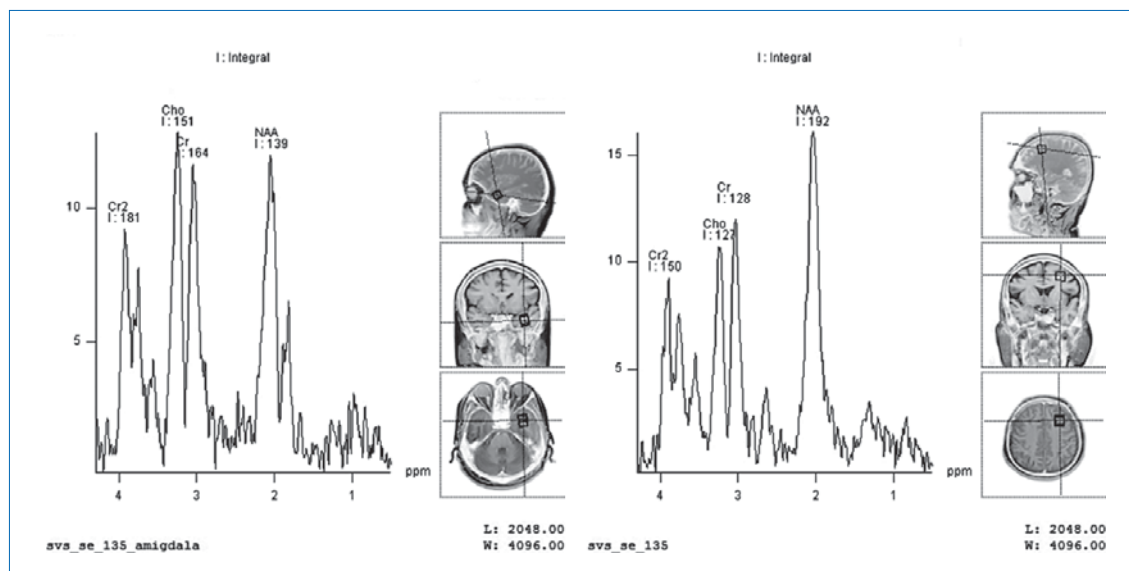 I: Integral
Cho
I:151
Cr
I:164
NAA
I:139
Cr2
I:181
10
5
4
3
2
1
ppm
svs_se_135_amigdala
L: 2048.00
W: 4096.00
I: Integral
NAA
I:192
Cr
I:128
Cho
I:127
Cr2
I:150
15
10
5
4
3
2
1
ppm
svs_se_135
L: 2048.00
W: 4096.00